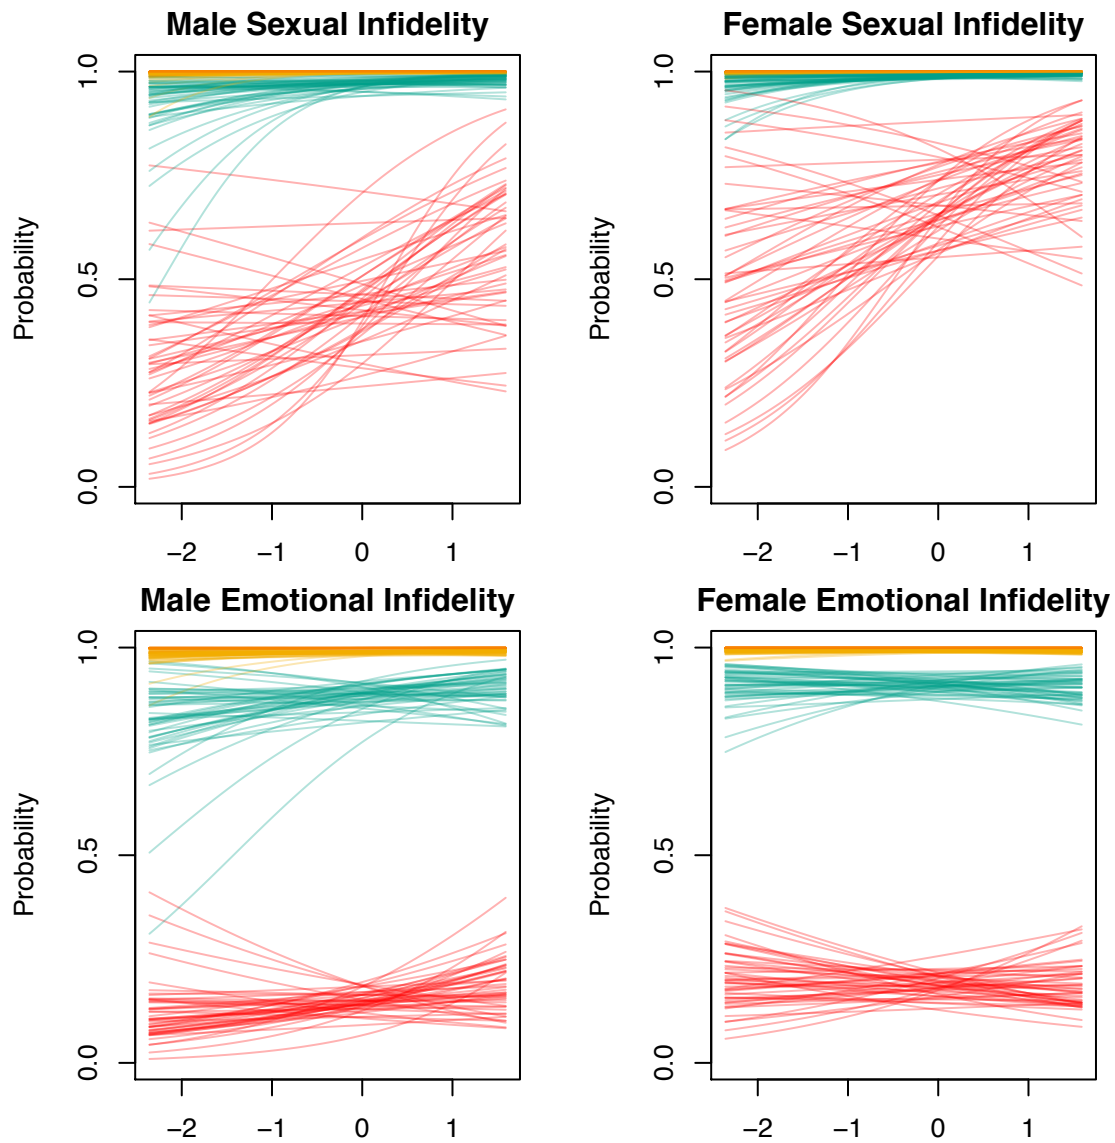 Male Sexual Infidelity
Probability
1.0
0.5
0.0
−2 −1 0 1
Female Sexual Infidelity
Probability
1.0
0.5
0.0
−2 −1 0 1
Male Emotional Infidelity
Probability
1.0
0.5
0.0
−2 −1 0 1
Female Emotional Infidelity
Probability
1.0
0.5
0.0
−2 −1 0 1